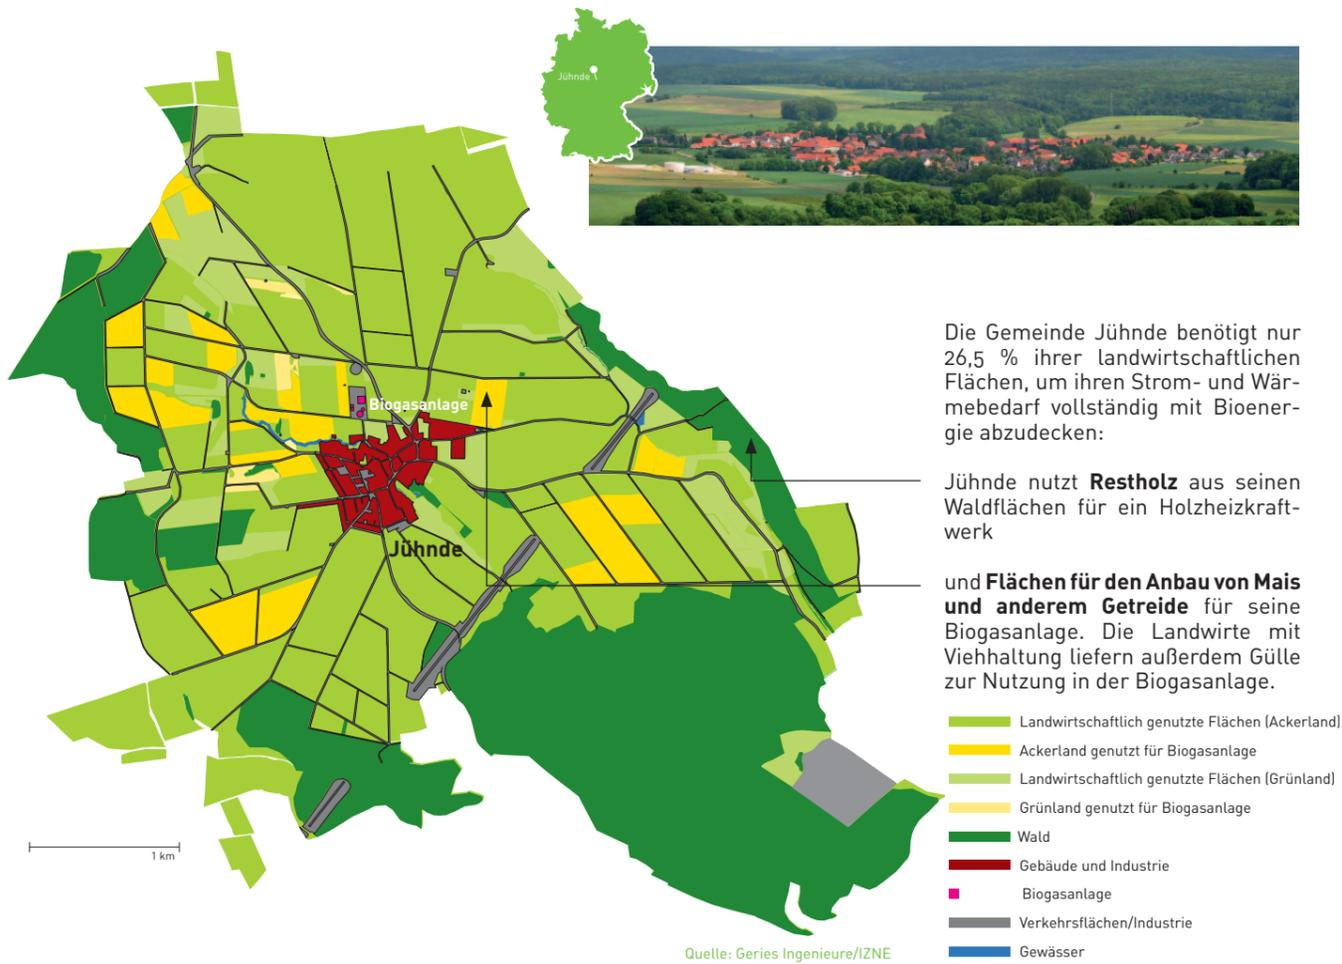 Jühnde
Die Gemeinde Jühnde benötigt nur
26,5 % ihrer landwirtschaftlichen
Flächen, um ihren Strom- und Wär-
mebedarf vollständig mit Bioener-
gie abzudecken:
Jühnde nutzt Restholz aus seinen
Waldflächen für ein Holzheizkraft-
werk
und Flächen für den Anbau von Mais
und anderem Getreide für seine
Biogasanlage. Die Landwirte mit
Viehhaltung liefern außerdem Gülle
zur Nutzung in der Biogasanlage.
Biogasanlage
Jühnde
1 km
Landwirtschaftlich genutzte Flächen (Ackerland)
Ackerland genutzt für Biogasanlage
Landwirtschaftlich genutzte Flächen (Grünland)
Grünland genutzt für Biogasanlage
Wald
Gebäude und Industrie
Biogasanlage
Verkehrsflächen/Industrie
Gewässer
Quelle: Geries Ingenieure/IZNE